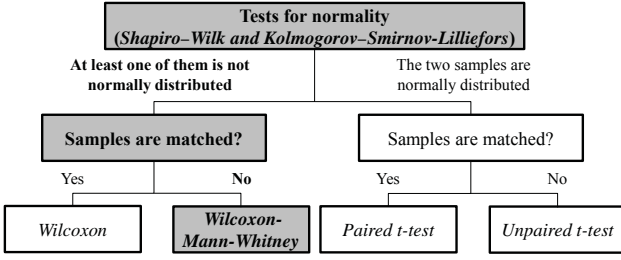 Tests for normality
(Shapiro–Wilk and Kolmogorov–Smirnov-Lilliefors)
At least one of them is not
normally distributed
The two samples are
normally distributed
Samples are matched?
Samples are matched?
Yes
No
Yes
No
Wilcoxon
Wilcoxon-
Mann-Whitney
Paired t-test
Unpaired t-test